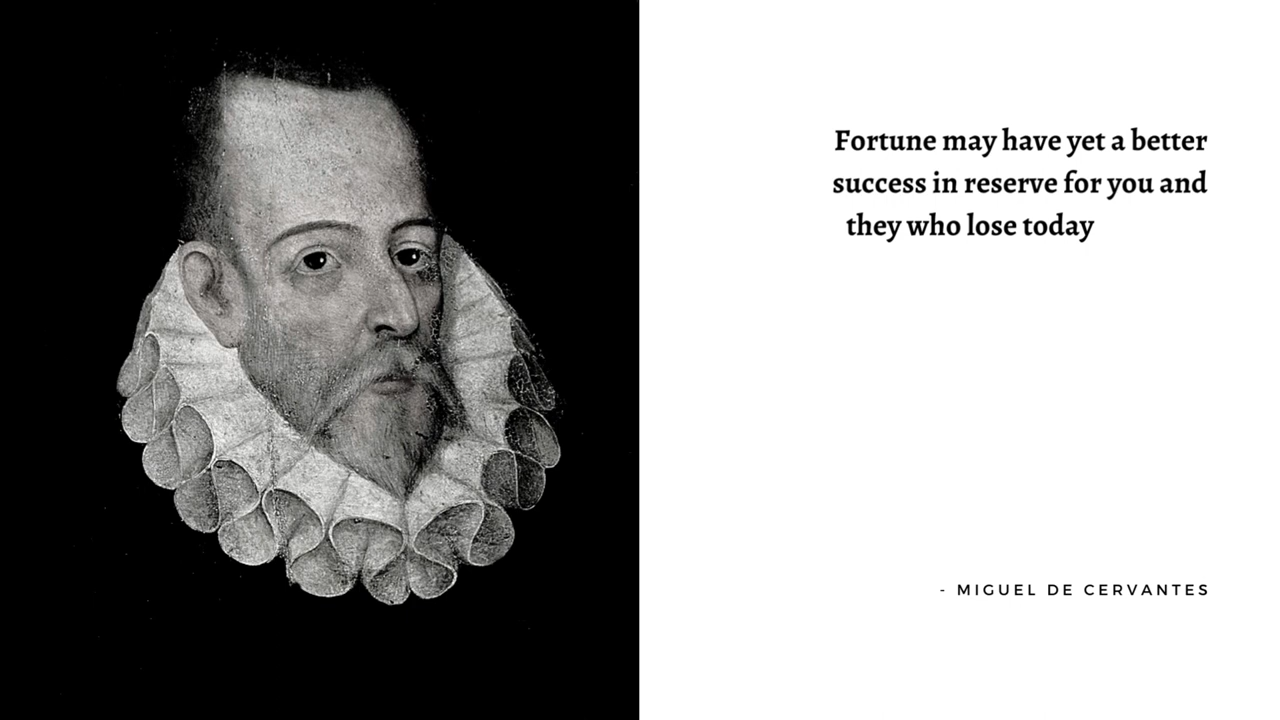 Fortune may have yet a better
success in reserve for you and
they who lose today
- MIGUEL DE CERVANTES